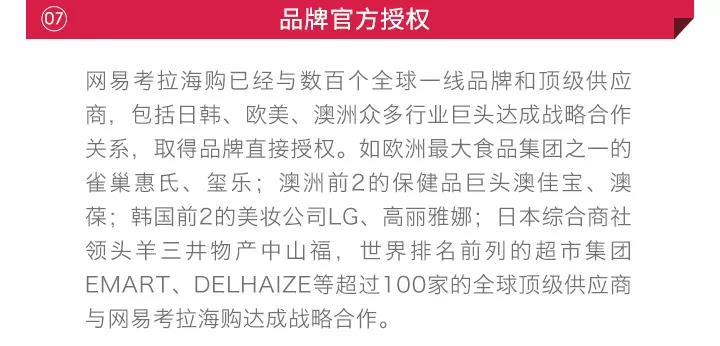 07
品牌官方授权
网易考拉海购已经与数百个全球一线品牌和顶级供应
商，包括日韩、欧美、澳洲众多行业巨头达成战略合作
关系，取得品牌直接授权。如欧洲最大食品集团之一的
雀巢惠氏、玺乐；澳洲前2的保健品巨头澳佳宝、澳
葆；韩国前2的美妆公司LG、高丽雅娜；日本综合商社
领头羊三井物产中山福，世界排名前列的超市集团
EMART、DELHAIZE等超过100家的全球顶级供应商
与网易考拉海购达成战略合作。